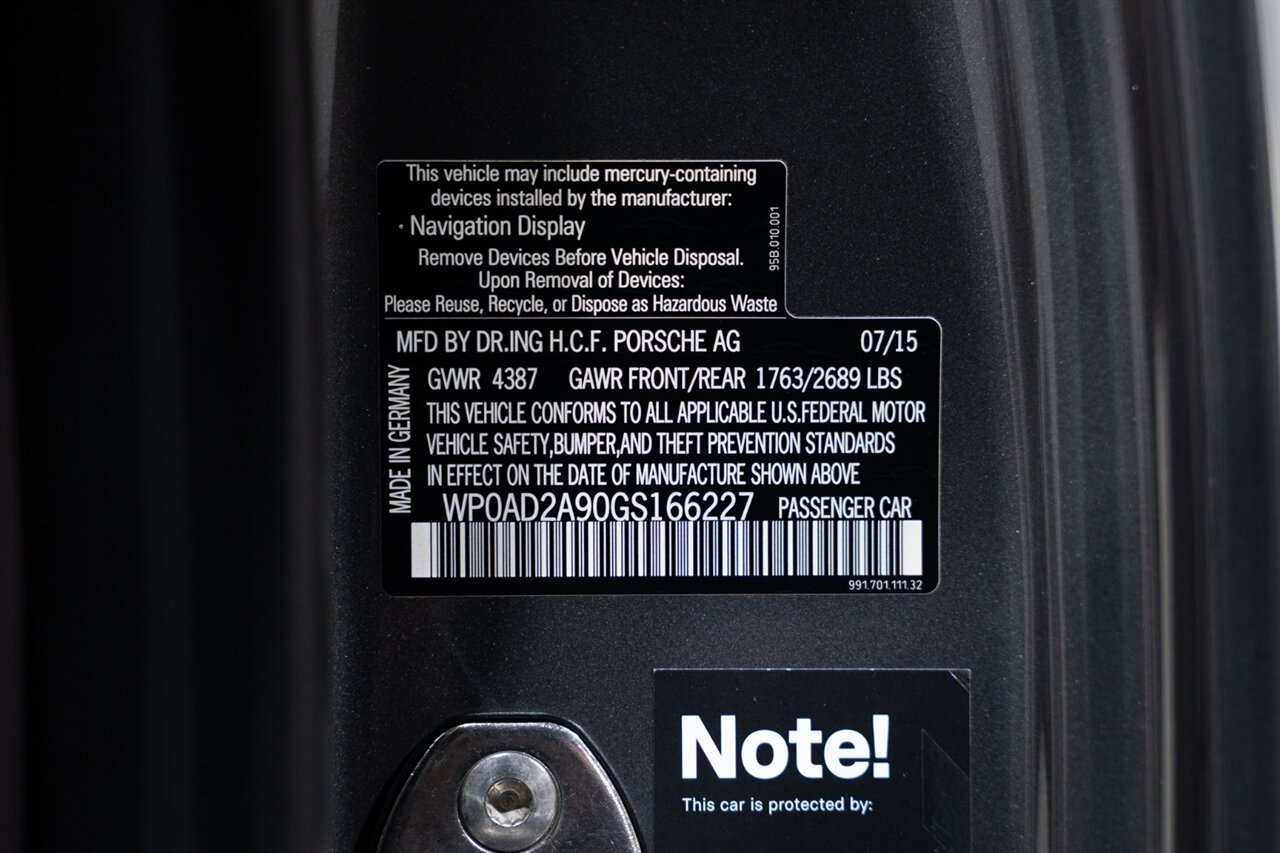 This vehicle may include mercury-containing
devices installed by the manufacturer:
· Navigation Display
Remove Devices Before Vehicle Disposal.
Upon Removal of Devices:
Please Reuse, Recycle, or Dispose as Hazardous Waste
95B.010.001
MFD BY DR.ING H.C.F. PORSCHE AG 07/15
MADE IN GERMANY
GVWR 4387 GAWR FRONT/REAR 1763/2689 LBS
THIS VEHICLE CONFORMS TO ALL APPLICABLE U.S.FEDERAL MOTOR
VEHICLE SAFETY,BUMPER,AND THEFT PREVENTION STANDARDS
IN EFFECT ON THE DATE OF MANUFACTURE SHOWN ABOVE
WP0AD2A90GS166227 PASSENGER CAR
991.701.111.32
Note!
This car is protected by: